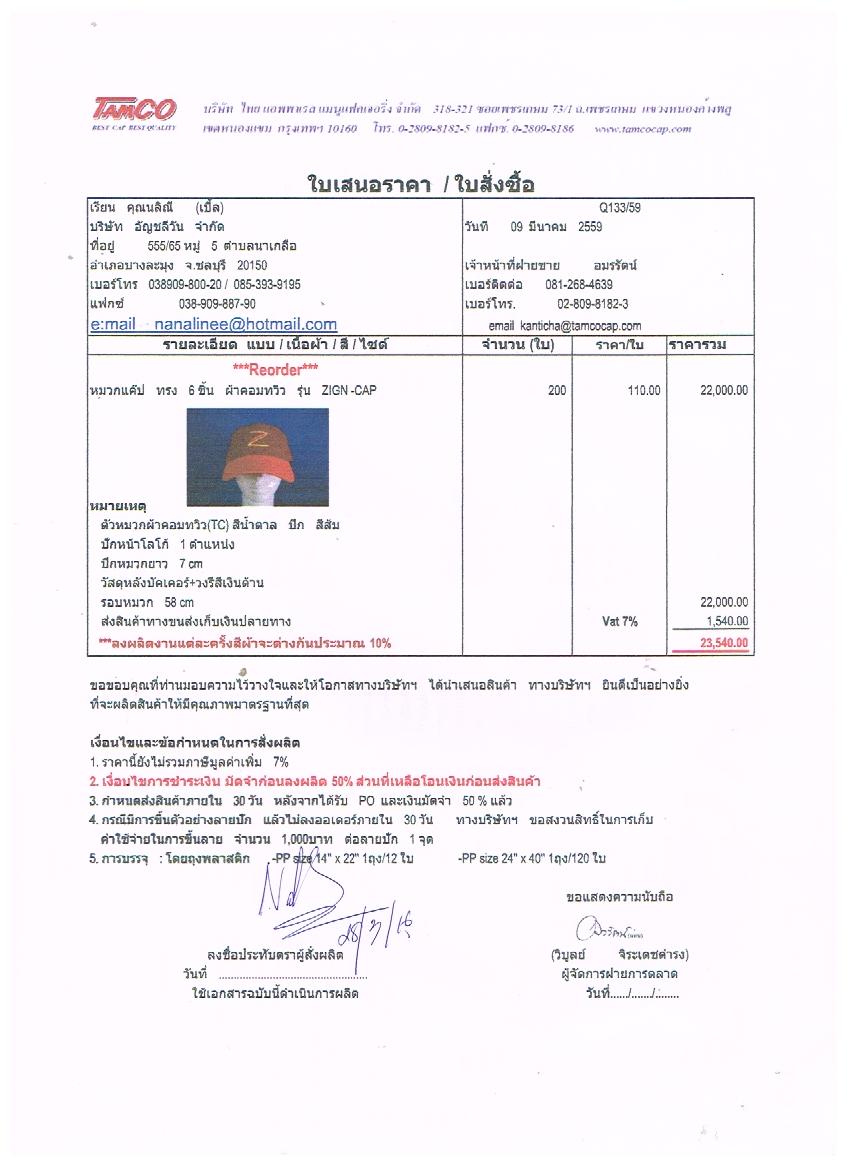 TAMCO
BEST CAP BEST QUALITY
บริษัท ไทย แอพพาเรล แมนูแฟคเจอริ่ง จำกัด 318-321 ซอยเพชรเกษม 73/1 ถ.เพชรเกษม แขวงหนองค้างพลู
เขตหนองแขม กรุงเทพฯ 10160 โทร. 0-2809-8182-5 แฟกซ์. 0-2809-8186 www.tamcocap.com
ใบเสนอราคา / ใบสั่งซื้อ
เรียน คุณนลิณี (เบิ้ล) Q133/59
บริษัท อัญชลีวัน จำกัด วันที่ 09 มีนาคม 2559
ที่อยู่ 555/65 หมู่ 5 ตำบลนาเกลือ
อำเภอบางละมุง จ.ชลบุรี 20150 เจ้าหน้าที่ฝ่ายขาย อมรรัตน์
เบอร์โทร 038909-800-20 / 085-393-9195 เบอร์ติดต่อ 081-268-4639
แฟกซ์ 038-909-887-90 เบอร์โทร. 02-809-8182-3
e:mail nanalinee@hotmail.com email kanticha@tamcocap.com
รายละเอียด แบบ / เนื้อผ้า / สี / ไซด์ จำนวน (ใบ) ราคา/ใบ ราคารวม
***Reorder***
หมวกแค๊ป ทรง 6 ชิ้น ผ้าคอมทวิว รุ่น ZIGN -CAP 200 110.00 22,000.00
Z
หมายเหตุ
ตัวหมวกผ้าคอมทวิว(TC) สีน้ำตาล ปีก สีส้ม
ปักหน้าโลโก้ 1 ตำแหน่ง
ปีกหมวกยาว 7 cm
วัสดุหลังบัคเคอร์+วงรีสีเงินด้าน
รอบหมวก 58 cm 22,000.00
ส่งสินค้าทางขนส่งเก็บเงินปลายทาง Vat 7% 1,540.00
***ลงผลิตงานแต่ละครั้งสีผ้าจะต่างกันประมาณ 10% 23,540.00
ขอขอบคุณที่ท่านมอบความไว้วางใจและให้โอกาสทางบริษัทฯ ได้นำเสนอสินค้า ทางบริษัทฯ ยินดีเป็นอย่างยิ่ง
ที่จะผลิตสินค้าให้มีคุณภาพมาตรฐานที่สุด
เงื่อนไขและข้อกำหนดในการสั่งผลิต
1. ราคานี้ยังไม่รวมภาษีมูลค่าเพิ่ม 7%
2. เงื่อนไขการชำระเงิน มัดจำก่อนลงผลิต 50% ส่วนที่เหลือโอนเงินก่อนส่งสินค้า
3. กำหนดส่งสินค้าภายใน 30 วัน หลังจากได้รับ PO และเงินมัดจำ 50 % แล้ว
4. กรณีมีการขึ้นตัวอย่างลายปัก แล้วไม่ลงออเดอร์ภายใน 30 วัน ทางบริษัทฯ ขอสงวนสิทธิ์ในการเก็บ
ค่าใช้จ่ายในการขึ้นลาย จำนวน 1,000บาท ต่อลายปัก 1 จุด
5. การบรรจุ : โดยถุงพลาสติก -PP size 14" x 22" 1ถุง/12 ใบ -PP size 24" x 40" 1ถุง/120 ใบ
ขอแสดงความนับถือ
28/3/16
ลงชื่อประทับตราผู้สั่งผลิต (วิบูลย์ จิระเดชดำรง)
วันที่ ............................................ ผู้จัดการฝ่ายการตลาด
ใช้เอกสารฉบับนี้ดำเนินการผลิต วันที่....../......./........